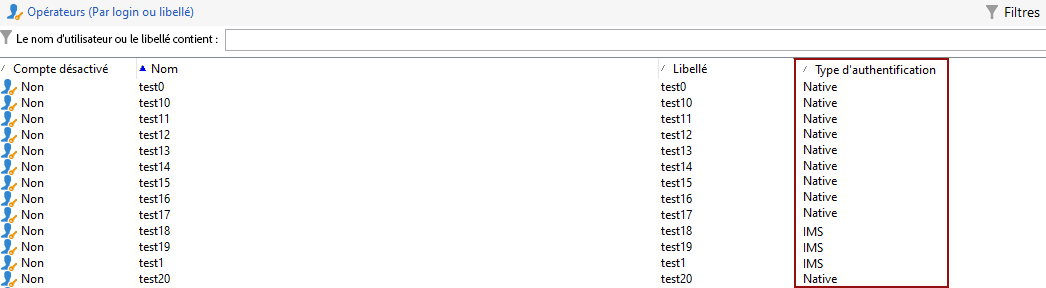 Opérateurs (Par login ou libellé) Filtres
Le nom d'utilisateur ou le libellé contient :
Compte désactivé Nom Libellé Type d'authentification
Non test0 test0 Native
Non test10 test10 Native
Non test11 test11 Native
Non test12 test12 Native
Non test13 test13 Native
Non test14 test14 Native
Non test15 test15 Native
Non test16 test16 Native
Non test17 test17 Native
Non test18 test18 IMS
Non test19 test19 IMS
Non test1 test1 IMS
Non test20 test20 Native